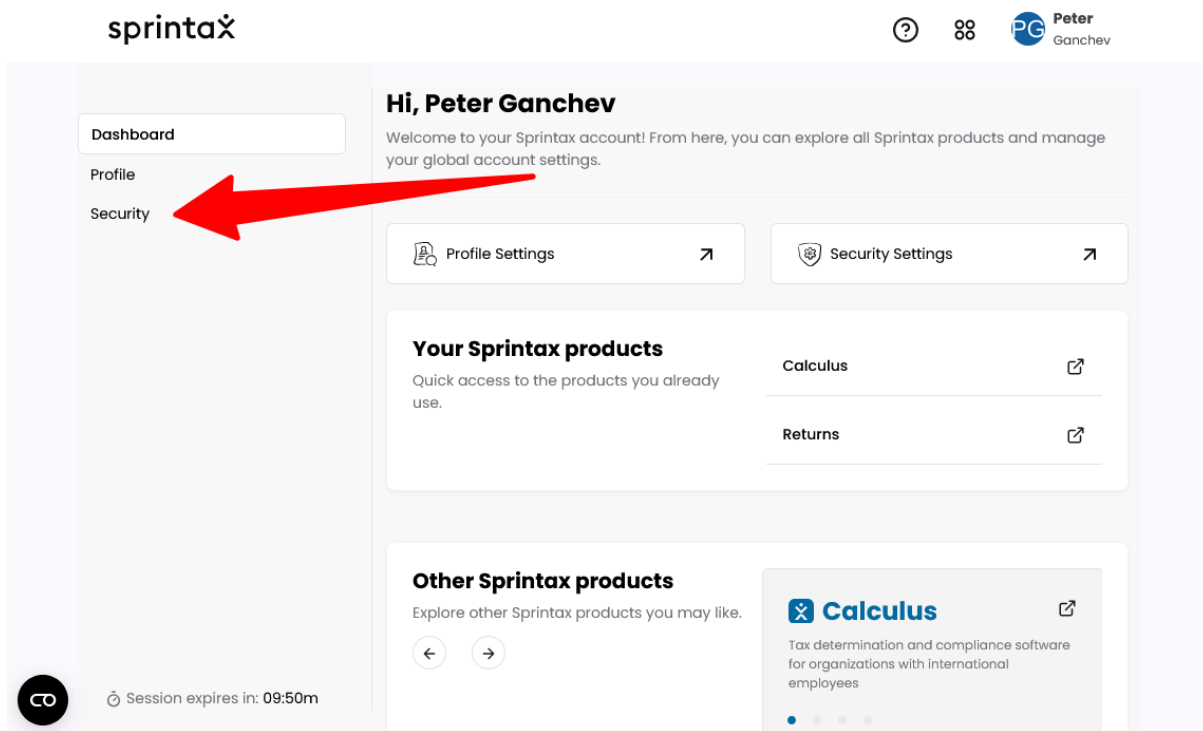 sprintax
PG
Peter
Ganchev
Dashboard
Profile
Security
Hi, Peter Ganchev
Welcome to your Sprintax account! From here, you can explore all Sprintax products and manage
your global account settings.
Profile Settings
Security Settings
Your Sprintax products
Quick access to the products you already
use.
Calculus
Returns
Other Sprintax products
Explore other Sprintax products you may like.
Calculus
Tax determination and compliance software
for organizations with international
employees
Session expires in: 09:50m